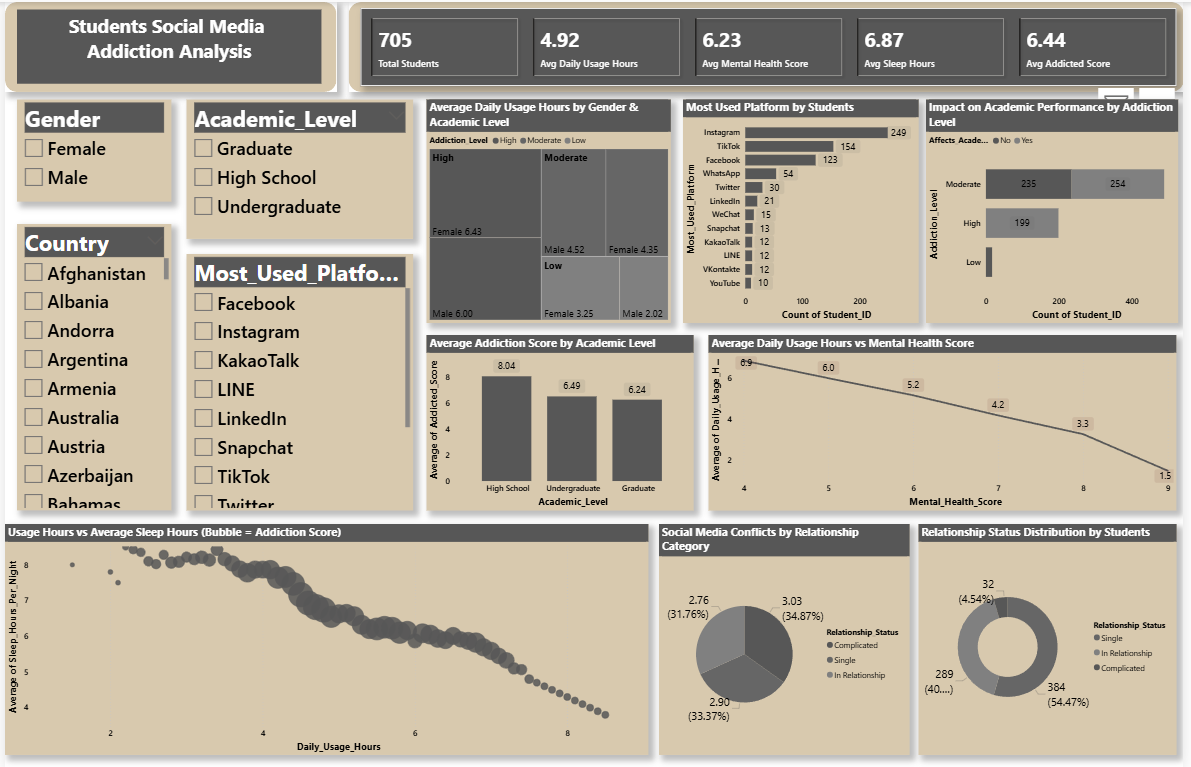 Students Social Media
Addiction Analysis
705
Total Students
4.92
Avg Daily Usage Hours
6.23
Avg Mental Health Score
6.87
Avg Sleep Hours
6.44
Avg Addicted Score
Gender
Female
Male
Academic_Level
Graduate
High School
Undergraduate
Country
Afghanistan
Albania
Andorra
Argentina
Armenia
Australia
Austria
Azerbaijan
Bahamas
Most_Used_Platfo...
Facebook
Instagram
KakaoTalk
LINE
LinkedIn
Snapchat
TikTok
Twitter
Average Daily Usage Hours by Gender &
Academic Level
Addiction_Level High Moderate Low
High
Female 6.43
Male 6.00
Moderate
Male 4.52
Female 4.35
Low
Female 3.25
Male 2.02
Most Used Platform by Students
Most_Used_Platform
Instagram 249
TikTok 154
Facebook 123
WhatsApp 54
Twitter 30
LinkedIn 21
WeChat 15
Snapchat 13
KakaoTalk 12
LINE 12
VKontakte 12
YouTube 10
0 100 200
Count of Student_ID
Impact on Academic Performance by Addiction
Level
Affects_Acade... No Yes
Addiction_Level
Moderate 235 254
High 199
Low
0 200 400
Count of Student_ID
Average Addiction Score by Academic Level
Average of Addicted_Score
8
6
4
2
0
8.04
6.49
6.24
High School Undergraduate Graduate
Academic_Level
Average Daily Usage Hours vs Mental Health Score
Average of Daily_Usage_H...
6
4
2
6.9
6.0
5.2
4.2
3.3
1.5
4 5 6 7 8 9
Mental_Health_Score
Usage Hours vs Average Sleep Hours (Bubble = Addiction Score)
Average of Sleep_Hours_Per_Night
8
7
6
5
4
2 4 6 8
Daily_Usage_Hours
Social Media Conflicts by Relationship
Category
2.76
(31.76%)
3.03
(34.87%)
2.90
(33.37%)
Relationship_Status
Complicated
Single
In Relationship
Relationship Status Distribution by Students
32
(4.54%)
289
(40....)
384
(54.47%)
Relationship_Status
Single
In Relationship
Complicated